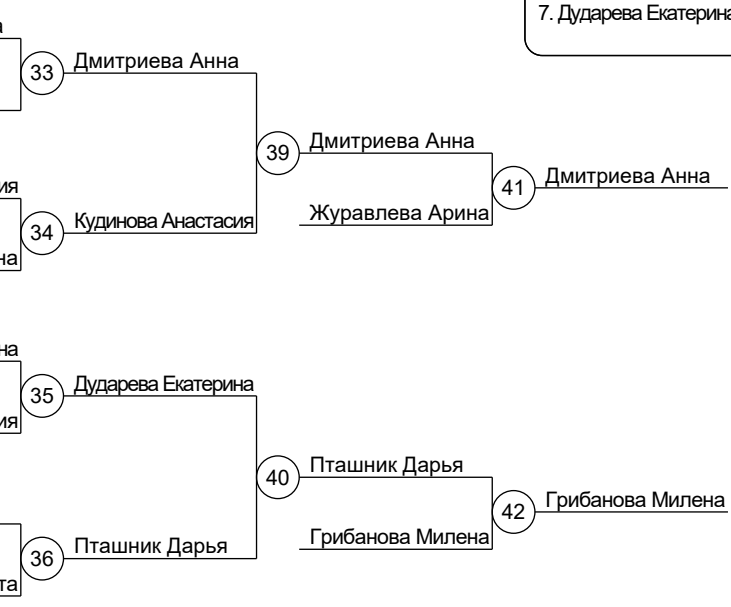 7. Дударева Екатерина
33
Дмитриева Анна
39
Дмитриева Анна
41
Дмитриева Анна
34
Кудинова Анастасия
Журавлева Арина
35
Дударева Екатерина
40
Пташник Дарья
42
Грибанова Милена
36
Пташник Дарья
Грибанова Милена